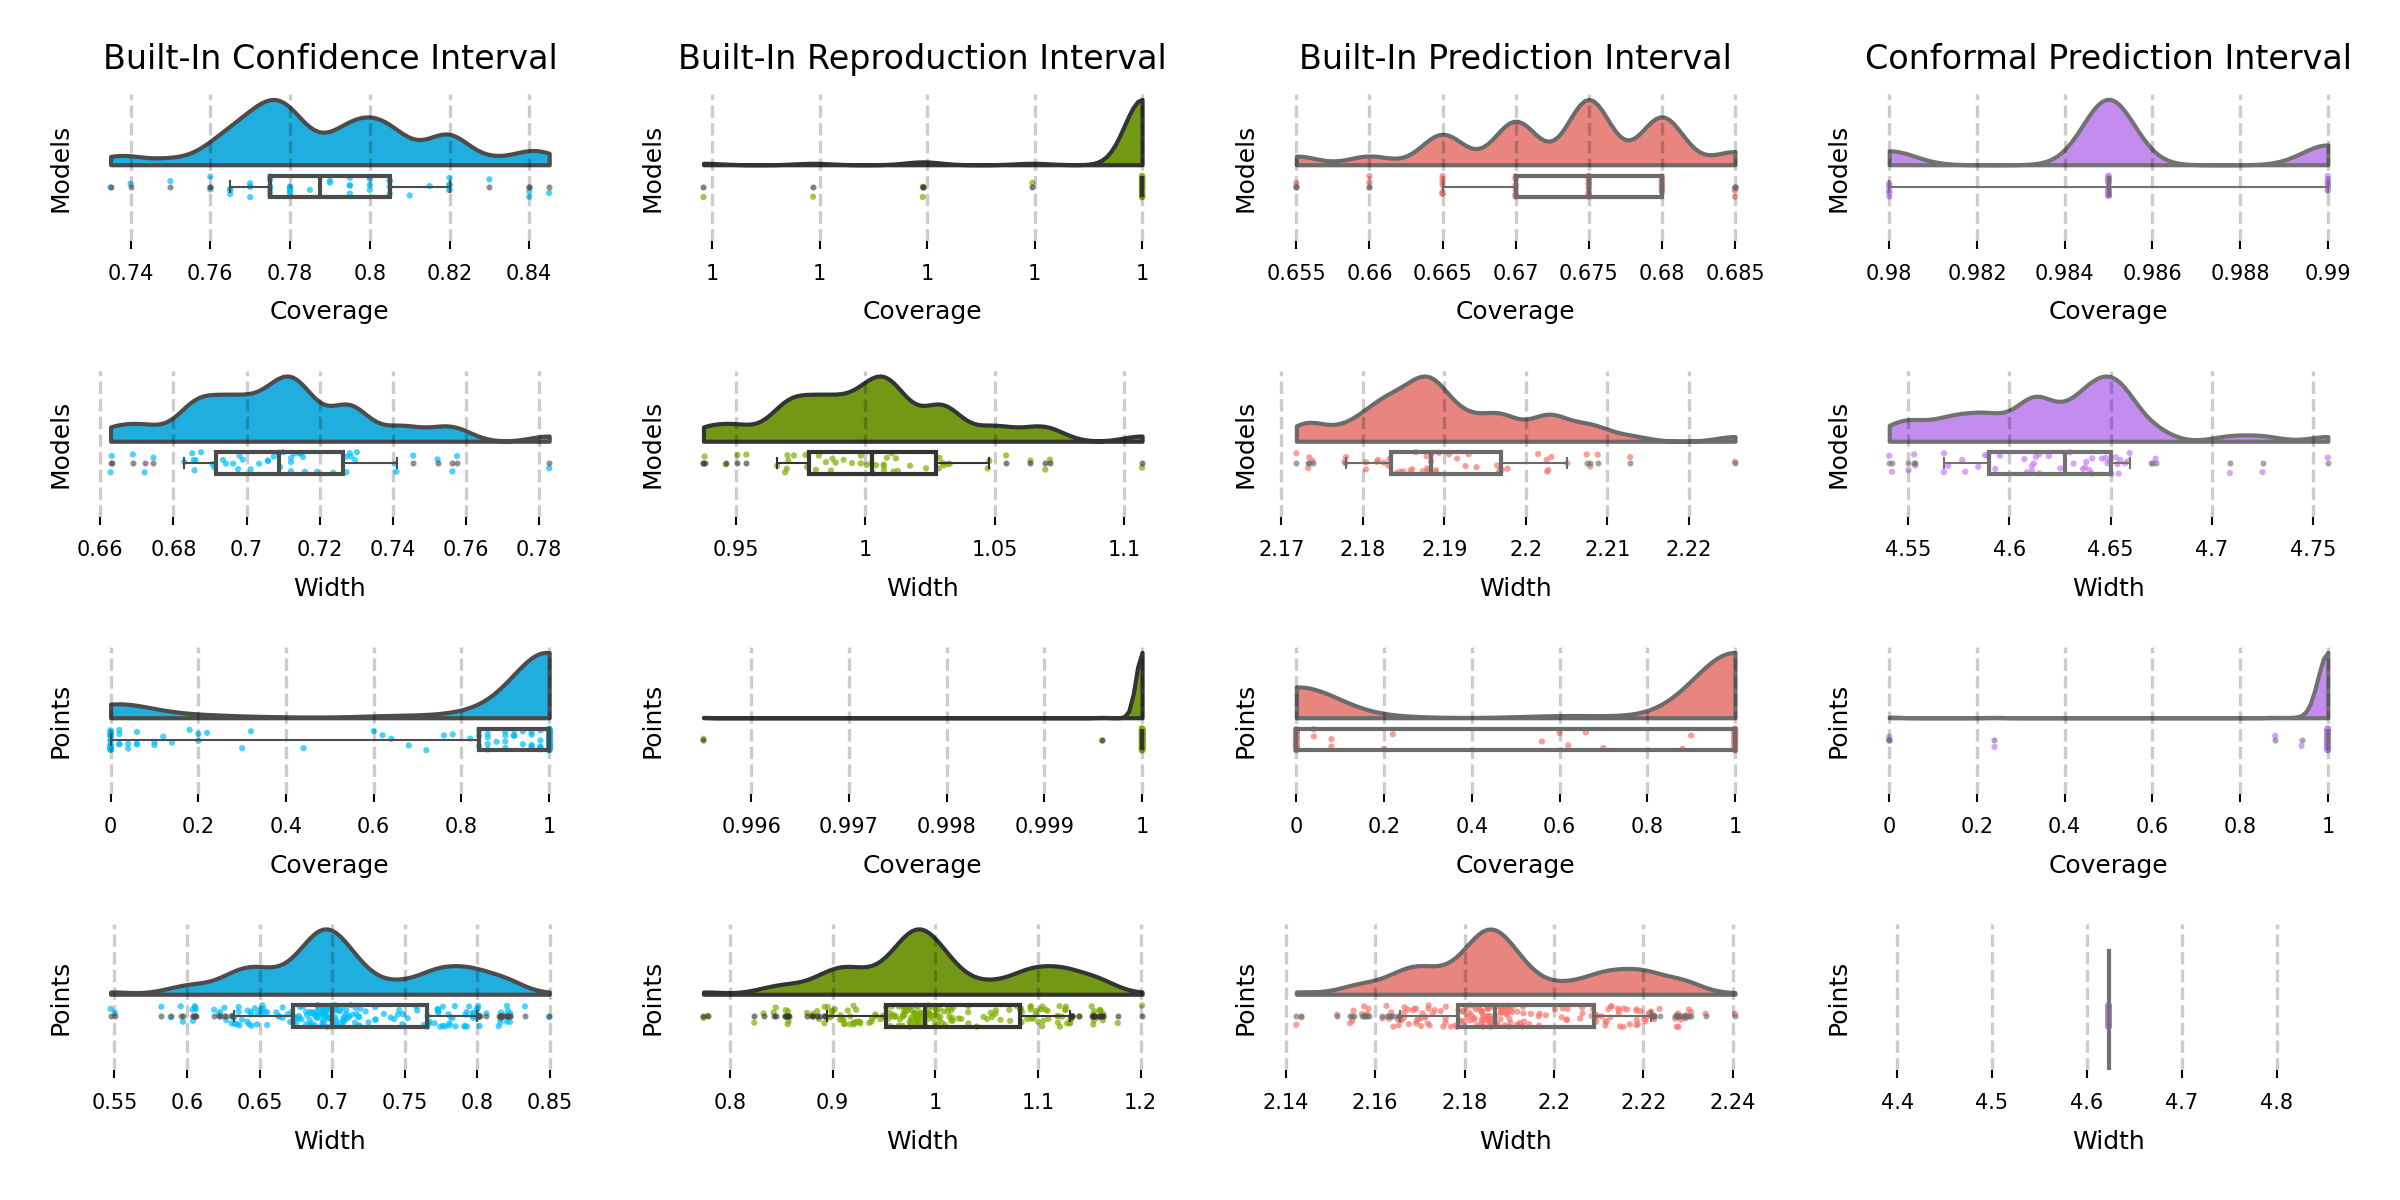 Built-In Confidence Interval Built-In Reproduction Interval Built-In Prediction Interval Conformal Prediction Interval
Models Models Models Models
0.74 0.76 0.78 0.8 0.82 0.84 1 1 1 1 1 0.655 0.66 0.665 0.67 0.675 0.68 0.685 0.98 0.982 0.984 0.986 0.988 0.99
Coverage Coverage Coverage Coverage
Models Models Models Models
0.66 0.68 0.7 0.72 0.74 0.76 0.78 0.95 1 1.05 1.1 2.17 2.18 2.19 2.2 2.21 2.22 4.55 4.6 4.65 4.7 4.75
Width Width Width Width
Points Points Points Points
0 0.2 0.4 0.6 0.8 1 0.996 0.997 0.998 0.999 1 0 0.2 0.4 0.6 0.8 1 0 0.2 0.4 0.6 0.8 1
Coverage Coverage Coverage Coverage
Points Points Points Points
0.55 0.6 0.65 0.7 0.75 0.8 0.85 0.8 0.9 1 1.1 1.2 2.14 2.16 2.18 2.2 2.22 2.24 4.4 4.5 4.6 4.7 4.8
Width Width Width Width